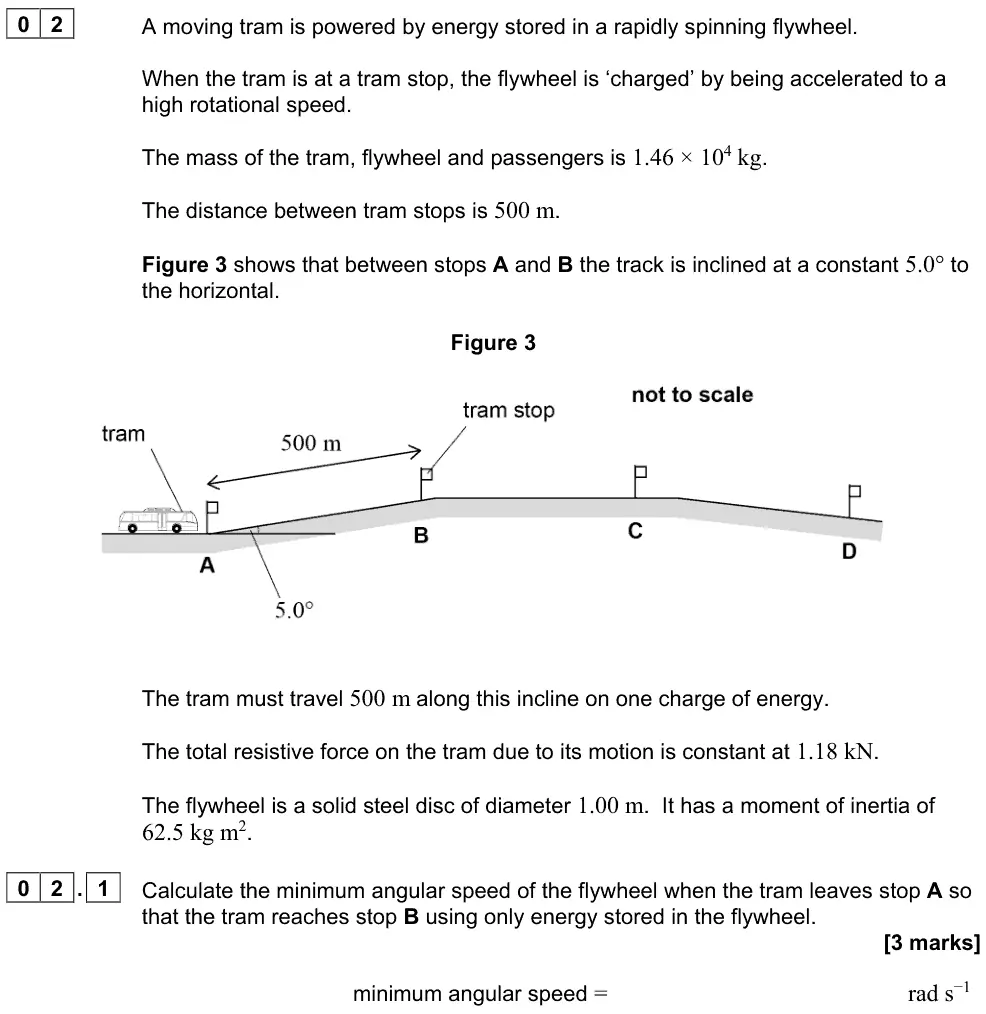 0 2 A moving tram is powered by energy stored in a rapidly spinning flywheel.
When the tram is at a tram stop, the flywheel is ‘charged’ by being accelerated to a
high rotational speed.
The mass of the tram, flywheel and passengers is 1.46 × 10⁴ kg.
The distance between tram stops is 500 m.
Figure 3 shows that between stops A and B the track is inclined at a constant 5.0° to
the horizontal.
Figure 3
not to scale
tram stop
tram
500 m
A
B
C
D
5.0°
The tram must travel 500 m along this incline on one charge of energy.
The total resistive force on the tram due to its motion is constant at 1.18 kN.
The flywheel is a solid steel disc of diameter 1.00 m. It has a moment of inertia of
62.5 kg m².
0 2 . 1 Calculate the minimum angular speed of the flywheel when the tram leaves stop A so
that the tram reaches stop B using only energy stored in the flywheel.
[3 marks]
minimum angular speed = rad s⁻¹